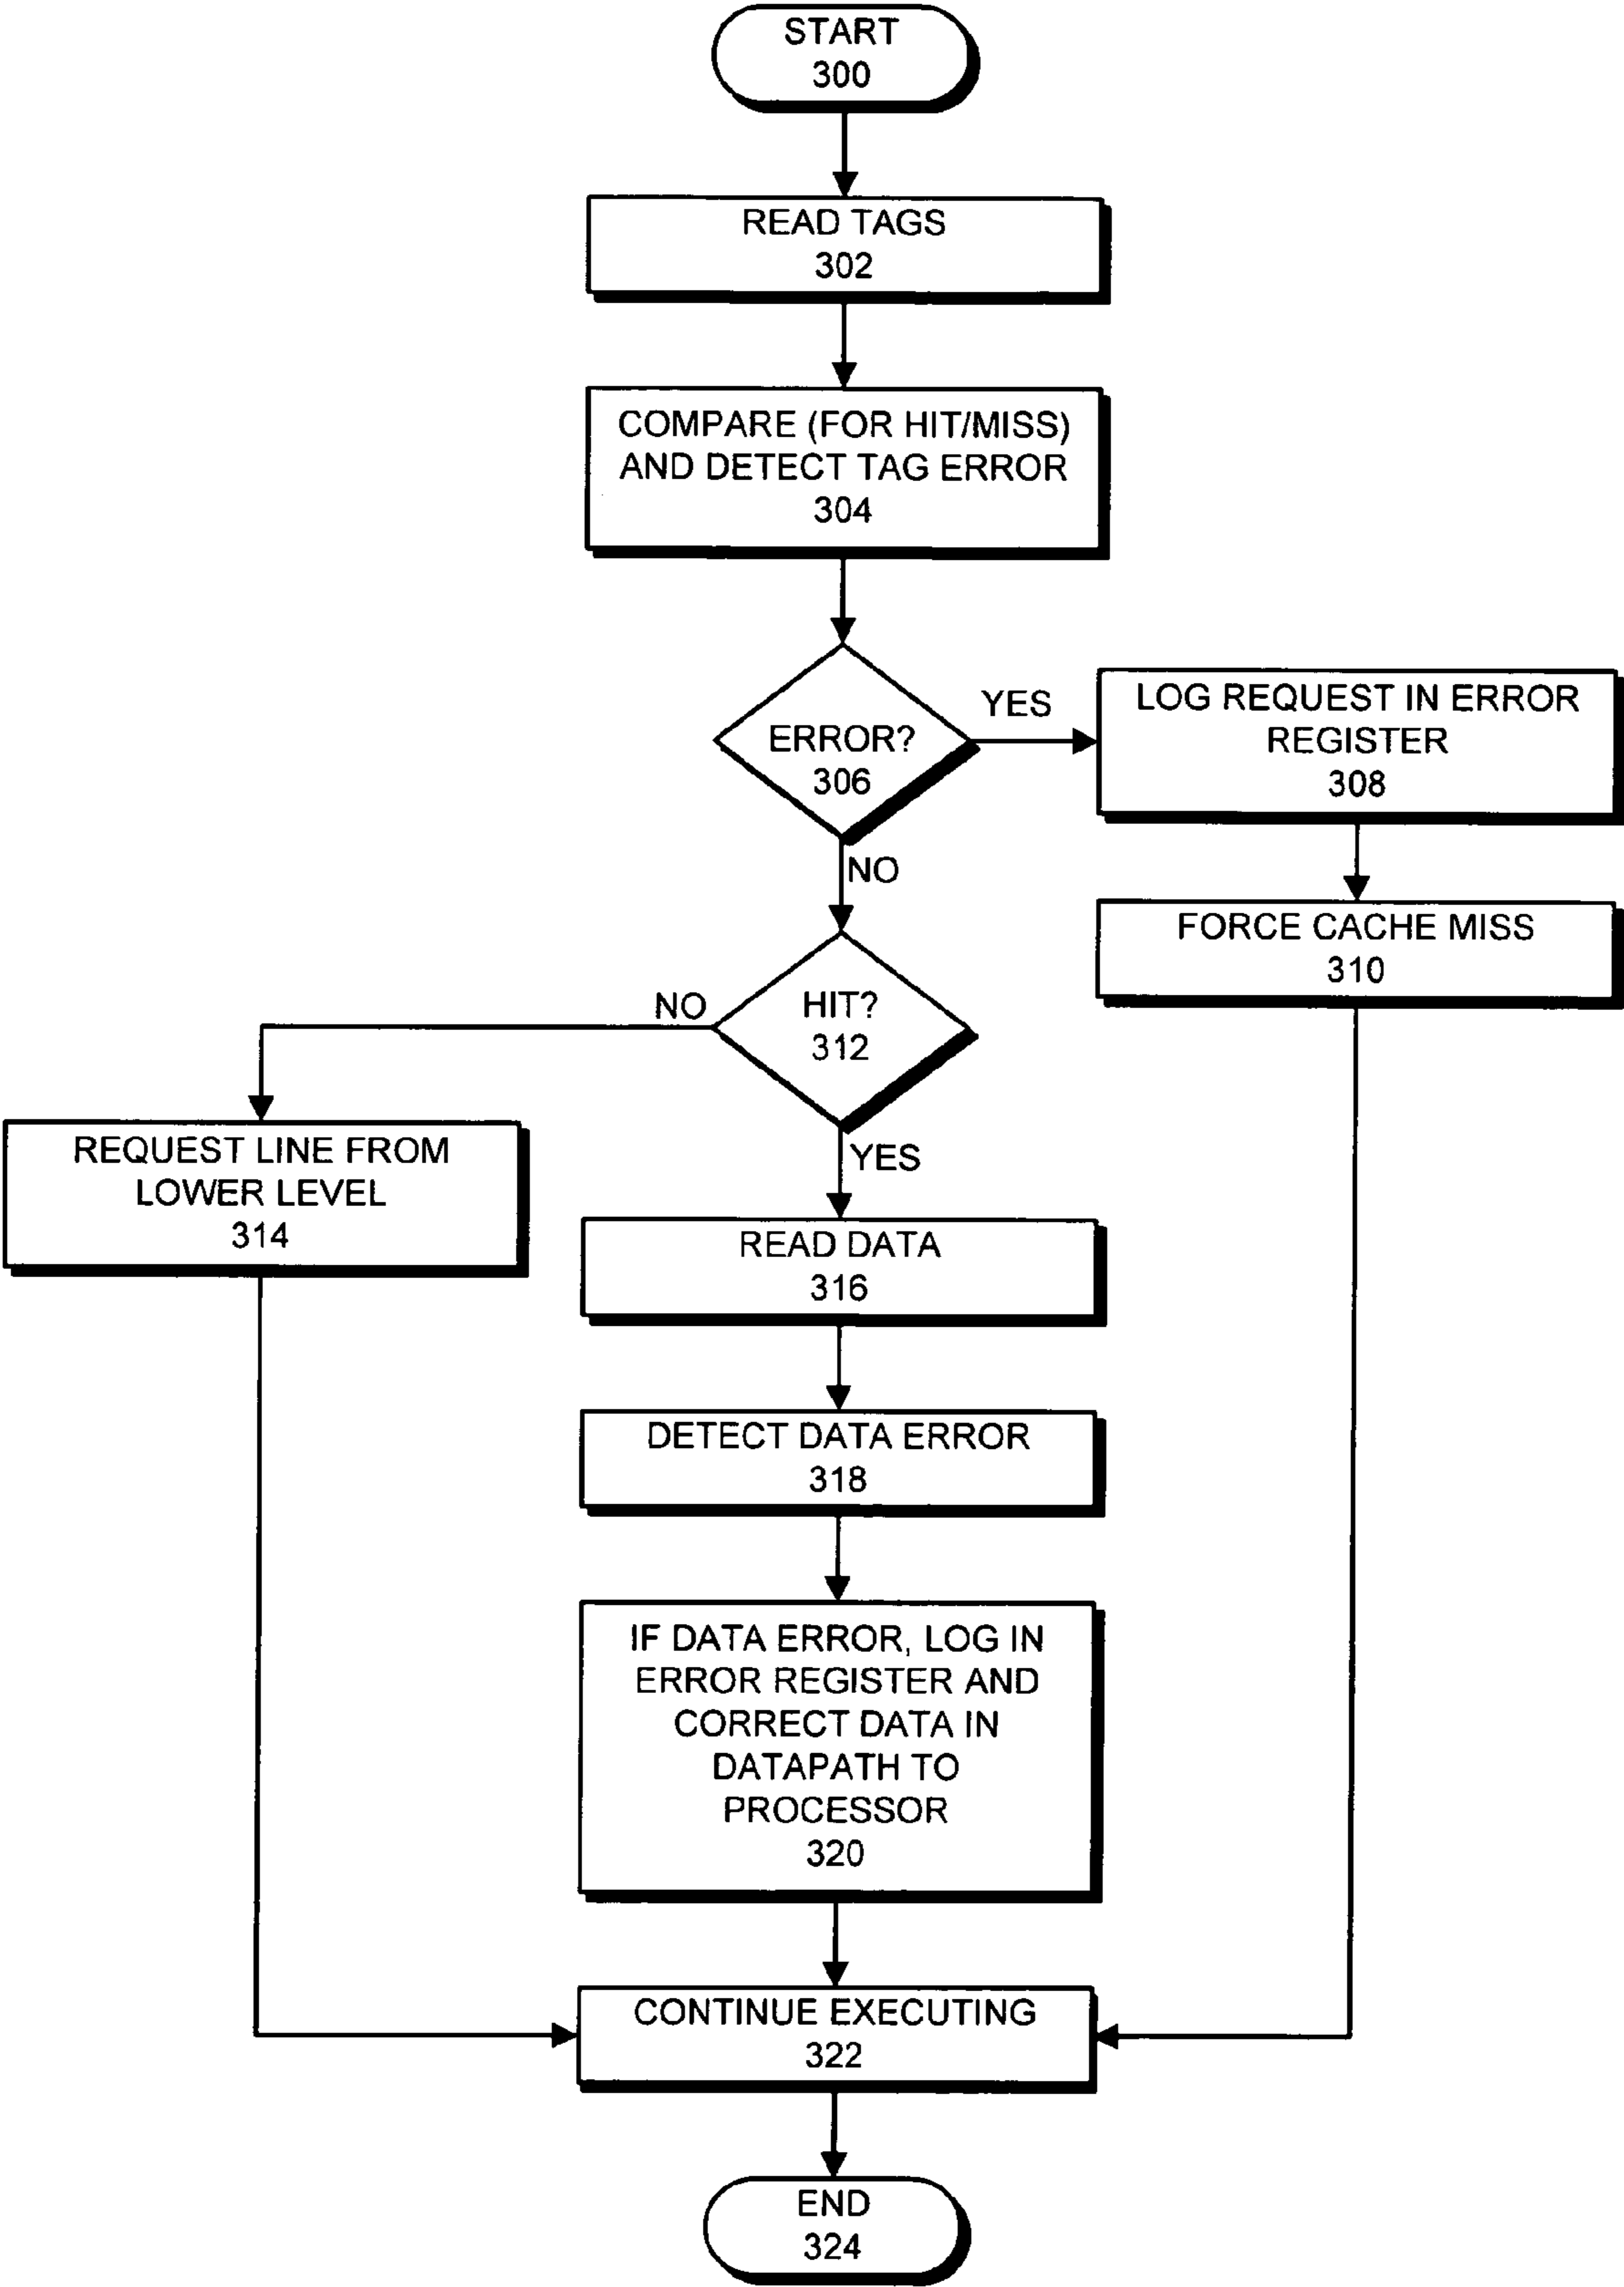 START
300
READ TAGS
302
COMPARE (FOR HIT/MISS)
AND DETECT TAG ERROR
304
ERROR?
306
YES
LOG REQUEST IN ERROR
REGISTER
308
NO
FORCE CACHE MISS
310
HIT?
312
NO
REQUEST LINE FROM
LOWER LEVEL
314
YES
READ DATA
316
DETECT DATA ERROR
318
IF DATA ERROR, LOG IN
ERROR REGISTER AND
CORRECT DATA IN
DATAPATH TO
PROCESSOR
320
CONTINUE EXECUTING
322
END
324